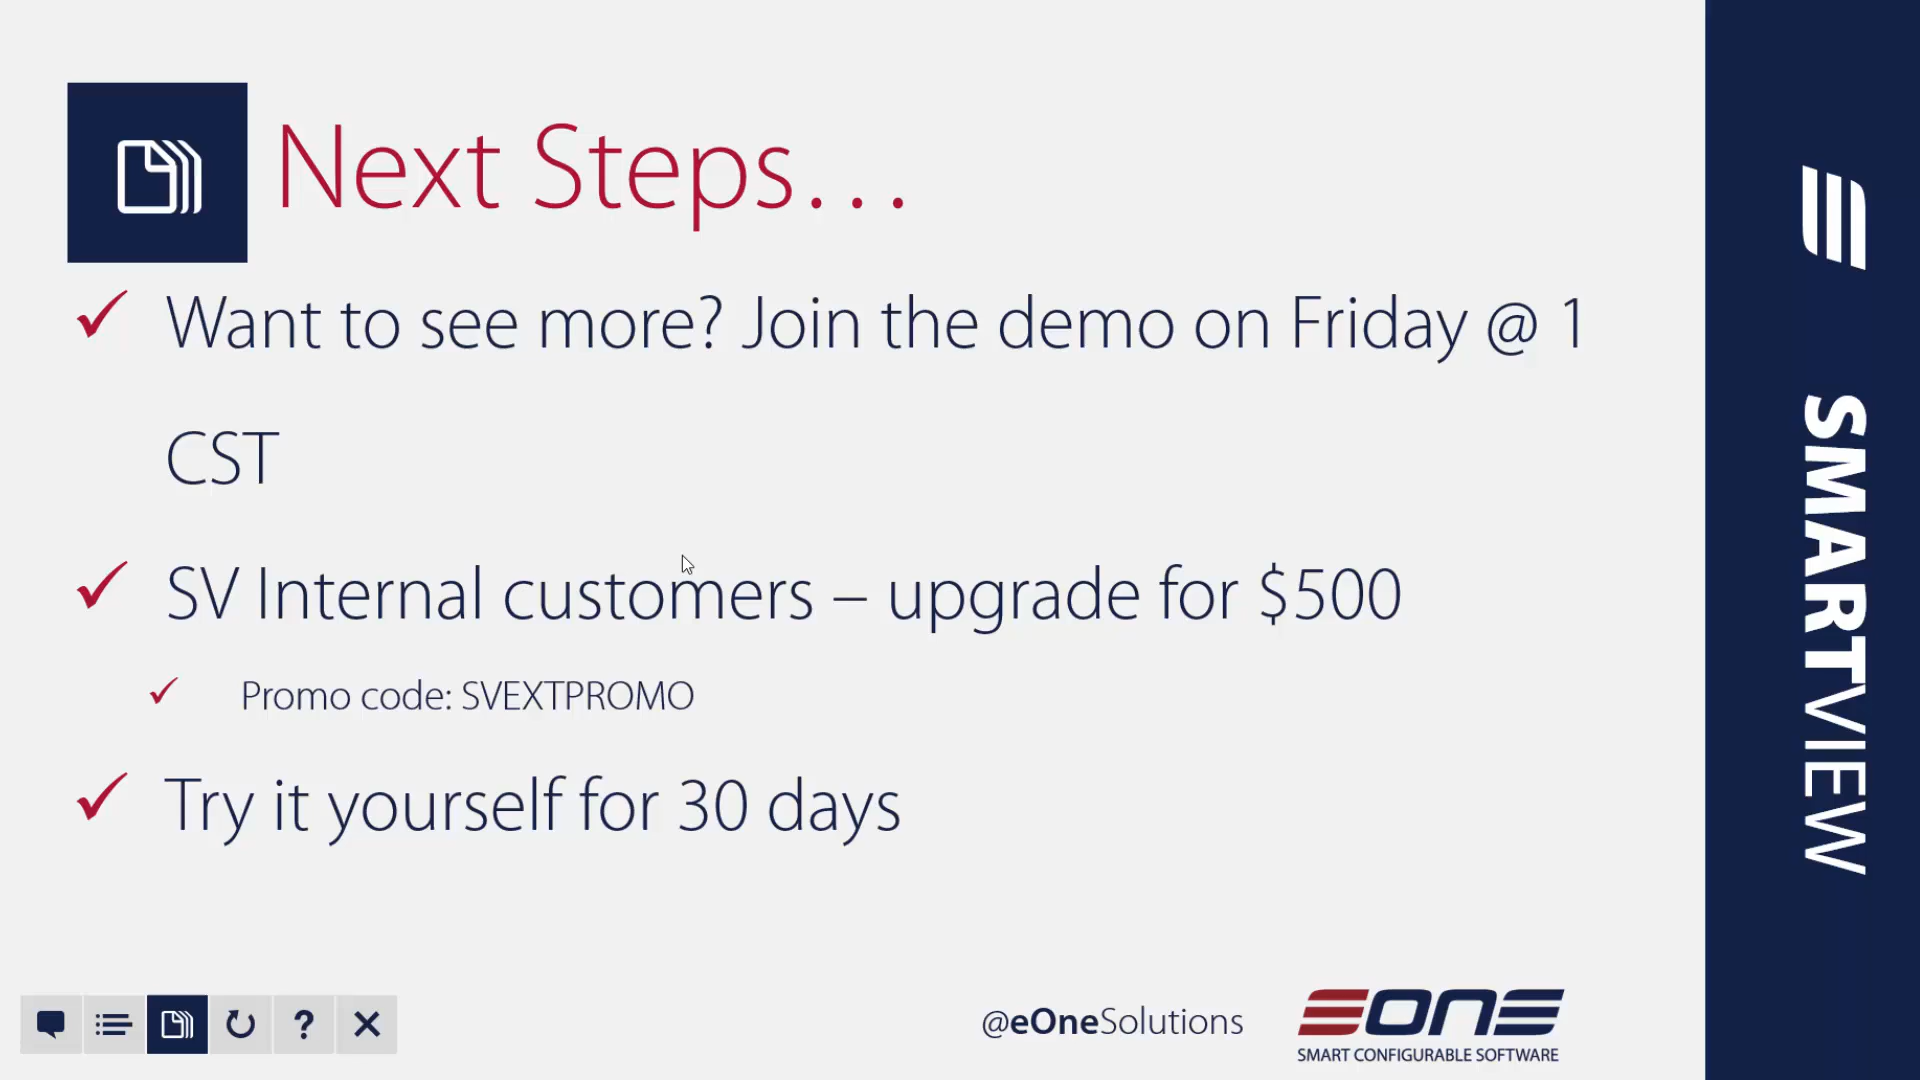 Next Steps…
Want to see more? Join the demo on Friday @ 1
CST
SV Internal customers – upgrade for $500
Promo code: SVEXTPROMO
Try it yourself for 30 days
SMARTVIEW
?
@eOneSolutions
EONE
SMART CONFIGURABLE SOFTWARE